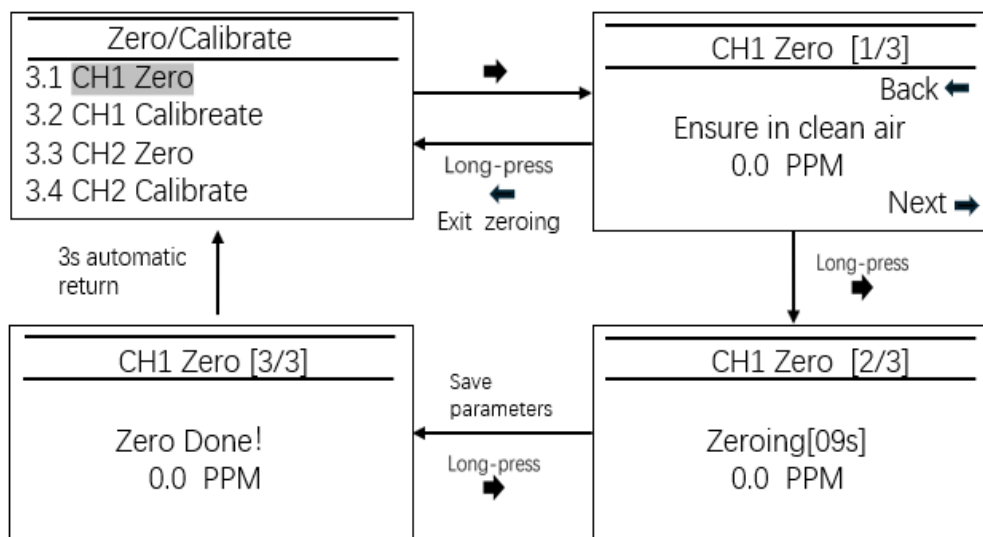 Zero/Calibrate
3.1 CH1 Zero
3.2 CH1 Calibreate
3.3 CH2 Zero
3.4 CH2 Calibrate
Long-press
Exit zeroing
CH1 Zero [1/3]
Back
Ensure in clean air
0.0 PPM
Next
Long-press
3s automatic
return
CH1 Zero [3/3]
Zero Done!
0.0 PPM
Save
parameters
Long-press
CH1 Zero [2/3]
Zeroing[09s]
0.0 PPM